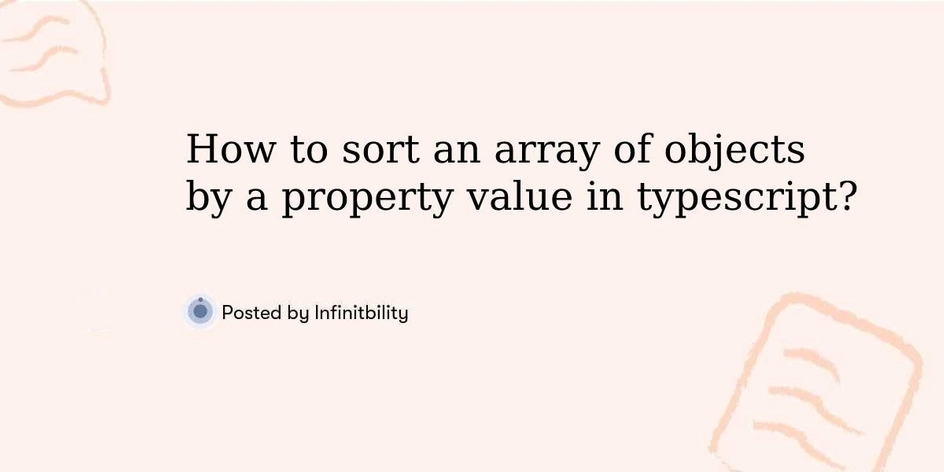 How to sort an array of objects
by a property value in typescript?
Posted by Infinitbility